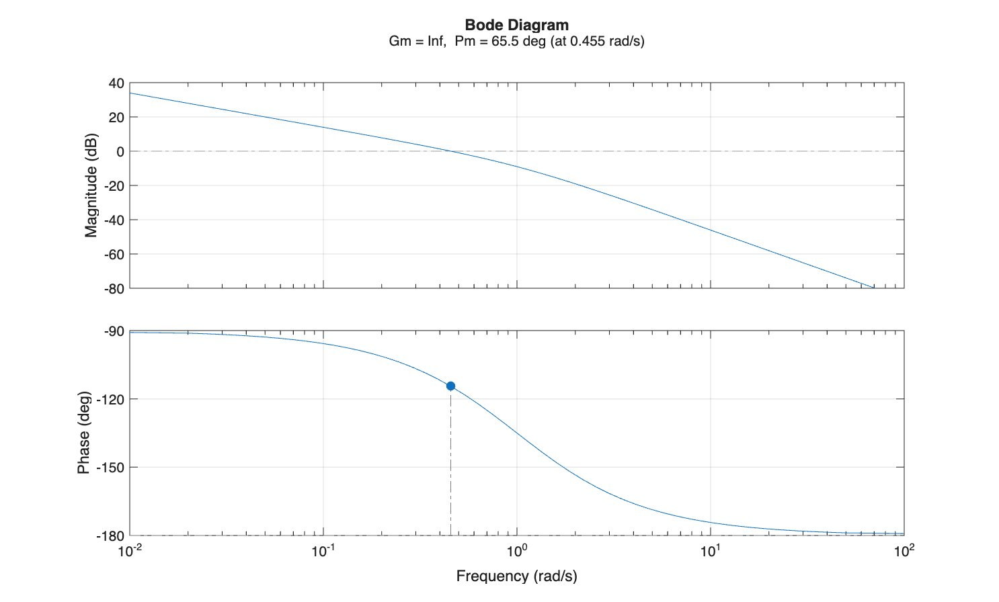 Bode Diagram
Gm = Inf,  Pm = 65.5 deg (at 0.455 rad/s)
Magnitude (dB)
40
20
0
-20
-40
-60
-80
Phase (deg)
-90
-120
-150
-180
10^-2 10^-1 10^0 10^1 10^2
Frequency (rad/s)